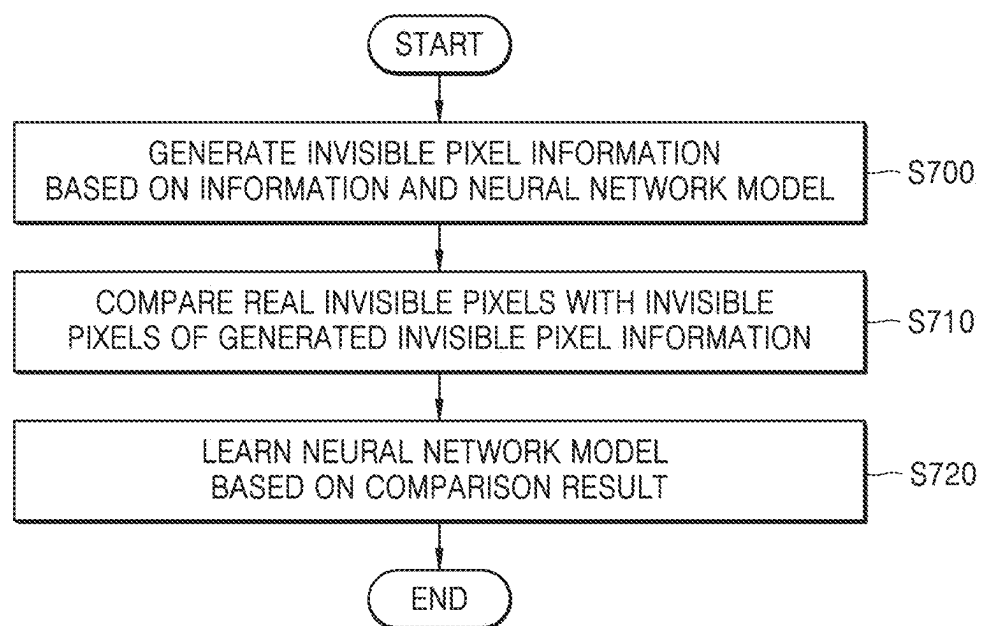 START
GENERATE INVISIBLE PIXEL INFORMATION
BASED ON INFORMATION AND NEURAL NETWORK MODEL
S700
COMPARE REAL INVISIBLE PIXELS WITH INVISIBLE
PIXELS OF GENERATED INVISIBLE PIXEL INFORMATION
S710
LEARN NEURAL NETWORK MODEL
BASED ON COMPARISON RESULT
S720
END